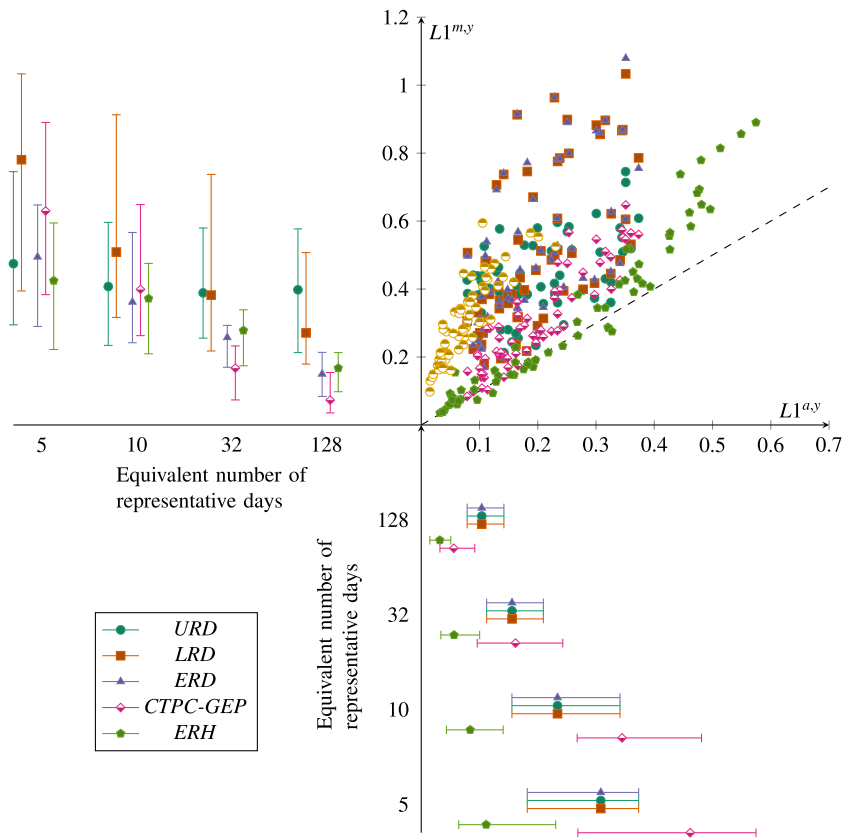 1.2
L1^{m,y}
1
0.8
0.6
0.4
0.2
L1^{a,y}
5 10 32 128
0.1 0.2 0.3 0.4 0.5 0.6 0.7
Equivalent number of
representative days
128
32
10
5
Equivalent number of
representative days
URD
LRD
ERD
CTPC-GEP
ERH